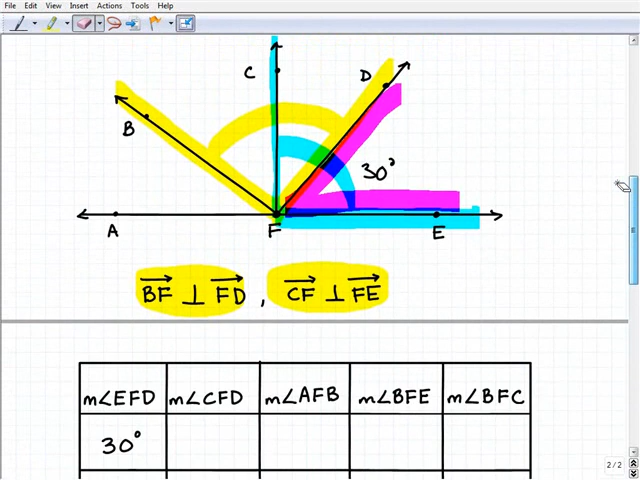 File Edit View Insert Actions Tools Help
C
D
B
30°
A
F
E
BF ⊥ FD , CF ⊥ FE
m∠EFD m∠CFD m∠AFB m∠BFE m∠BFC
30°
2/2